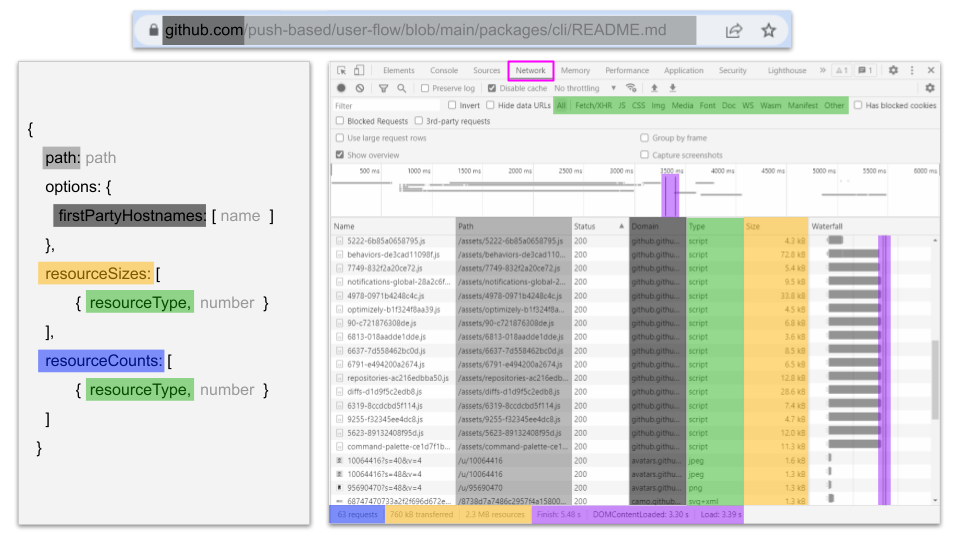 github.com/push-based/user-flow/blob/main/packages/cli/README.md
{
path: path
options: {
firstPartyHostnames: [ name ]
},
resourceSizes: [
{ resourceType, number }
],
resourceCounts: [
{ resourceType, number }
]
}
Elements Console Sources Network Memory Performance Application Security Lighthouse » 1 1
Preserve log Disable cache No throttling
Filter Invert Hide data URLs All Fetch/XHR JS CSS Img Media Font Doc WS Wasm Manifest Other Has blocked cookies
Blocked Requests 3rd-party requests
Use large request rows Group by frame
Show overview Capture screenshots
500 ms 1000 ms 1500 ms 2000 ms 2500 ms 3000 ms 3500 ms 4000 ms 4500 ms 5000 ms 5500 ms 6000 ms
Name Path Status Domain Type Size Waterfall
5222-6b85a0658795.js /assets/5222-6b85a0658795.js 200 github.githu... script 4.3 kB
behaviors-de3cad11098f.js /assets/behaviors-de3cad110... 200 github.githu... script 72.8 kB
7749-832f2a20ce72.js /assets/7749-832f2a20ce72.js 200 github.githu... script 5.4 kB
notifications-global-28a2c6f... /assets/notifications-global-... 200 github.githu... script 9.5 kB
4978-0971b4248c4c.js /assets/4978-0971b4248c4c.js 200 github.githu... script 33.8 kB
optimizely-b1f324f8aa39.js /assets/optimizely-b1f324f8... 200 github.githu... script 4.5 kB
90-c721876308de.js /assets/90-c721876308de.js 200 github.githu... script 6.8 kB
6813-018aadde1dde.js /assets/6813-018aadde1dde.js 200 github.githu... script 3.6 kB
6637-7d558462bc0d.js /assets/6637-7d558462bc0d.js 200 github.githu... script 8.5 kB
6791-e494200a2674.js /assets/6791-e494200a2674.js 200 github.githu... script 6.5 kB
repositories-ac216edbba50.js /assets/repositories-ac216e... 200 github.githu... script 12.8 kB
diffs-d1d9f5c2edb8.js /assets/diffs-d1d9f5c2edb8.js 200 github.githu... script 28.6 kB
6319-8ccdcbd5f114.js /assets/6319-8ccdcbd5f114.js 200 github.githu... script 7.4 kB
9255-f32345ee4dc8.js /assets/9255-f32345ee4dc8.js 200 github.githu... script 4.7 kB
5623-89132408f95d.js /assets/5623-89132408f95d.js 200 github.githu... script 12.0 kB
command-palette-ce1d7f1b... /assets/command-palette-ce1... 200 github.githu... script 11.3 kB
10064416?s=40&v=4 /u/10064416 200 avatars.githu... jpeg 1.6 kB
10064416?s=48&v=4 /u/10064416 200 avatars.githu... jpeg 1.3 kB
95690470?s=48&v=4 /u/95690470 200 avatars.githu... png 1.5 kB
68747470733a2f2f696d672e... /8738d7a7486c2957f4a15800... 200 camo.githu... svg+xml 1.3 kB
63 requests 760 kB transferred 2.3 MB resources Finish: 5.48 s DOMContentLoaded: 3.30 s Load: 3.39 s